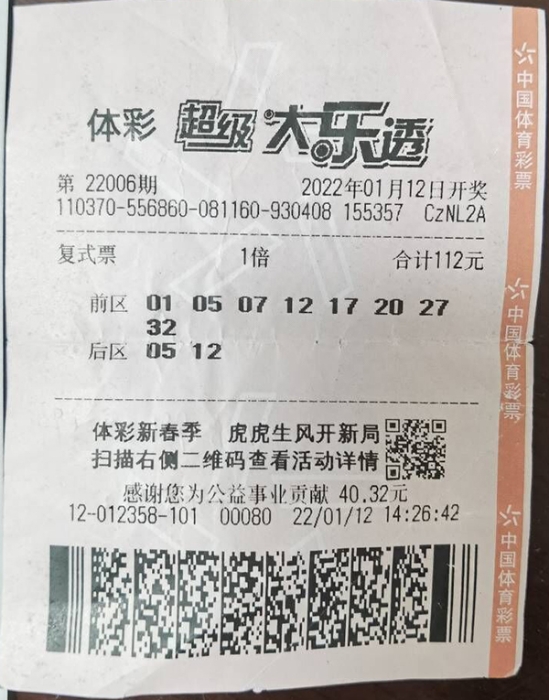 体彩 超级大乐透
第 22006期 2022年01月12日开奖
110370-556860-081160-930408 155357 CzNL2A
复式票 1倍 合计112元
前区 01 05 07 12 17 20 27
32
后区 05 12
体彩新春季 虎虎生风开新局
扫描右侧二维码查看活动详情
感谢您为公益事业贡献 40.32元
12-012358-101 00080 22/01/12 14:26:42
中国体育彩票
中国体育彩票
中国体育彩票